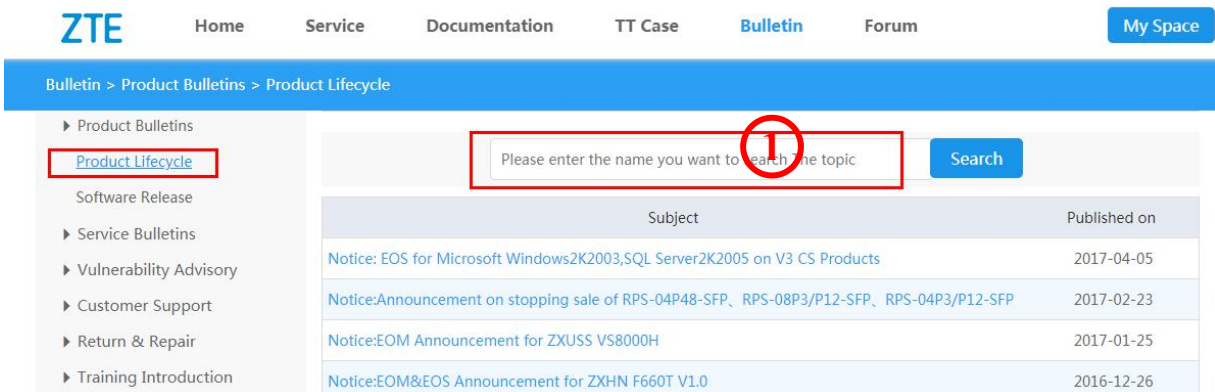 ZTE Home Service Documentation TT Case Bulletin Forum My Space
Bulletin > Product Bulletins > Product Lifecycle
Product Bulletins
Product Lifecycle
Software Release
Service Bulletins
Vulnerability Advisory
Customer Support
Return & Repair
Training Introduction
1
Please enter the name you want to search The topic Search
Subject Published on
Notice: EOS for Microsoft Windows2K2003,SQL Server2K2005 on V3 CS Products 2017-04-05
Notice:Announcement on stopping sale of RPS-04P48-SFP、RPS-08P3/P12-SFP、RPS-04P3/P12-SFP 2017-02-23
Notice:EOM Announcement for ZXUSS VS8000H 2017-01-25
Notice:EOM&EOS Announcement for ZXHN F660T V1.0 2016-12-26